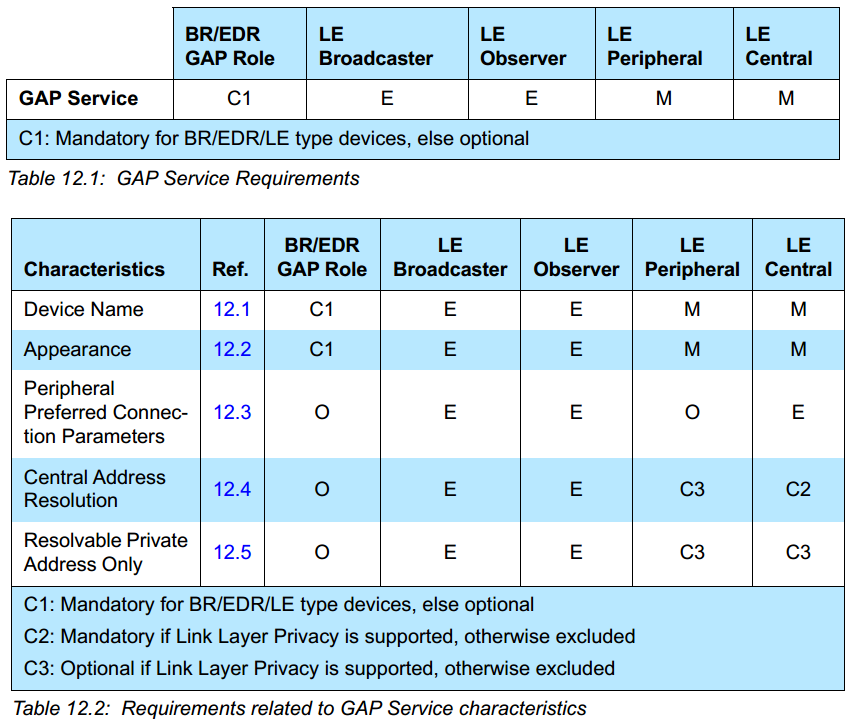 BR/EDR GAP Role LE Broadcaster LE Observer LE Peripheral LE Central
GAP Service C1 E E M M
C1: Mandatory for BR/EDR/LE type devices, else optional
Table 12.1: GAP Service Requirements
Characteristics Ref. BR/EDR GAP Role LE Broadcaster LE Observer LE Peripheral LE Central
Device Name 12.1 C1 E E M M
Appearance 12.2 C1 E E M M
Peripheral
Preferred Connec-
tion Parameters 12.3 O E E O E
Central Address
Resolution 12.4 O E E C3 C2
Resolvable Private
Address Only 12.5 O E E C3 C3
C1: Mandatory for BR/EDR/LE type devices, else optional
C2: Mandatory if Link Layer Privacy is supported, otherwise excluded
C3: Optional if Link Layer Privacy is supported, otherwise excluded
Table 12.2: Requirements related to GAP Service characteristics